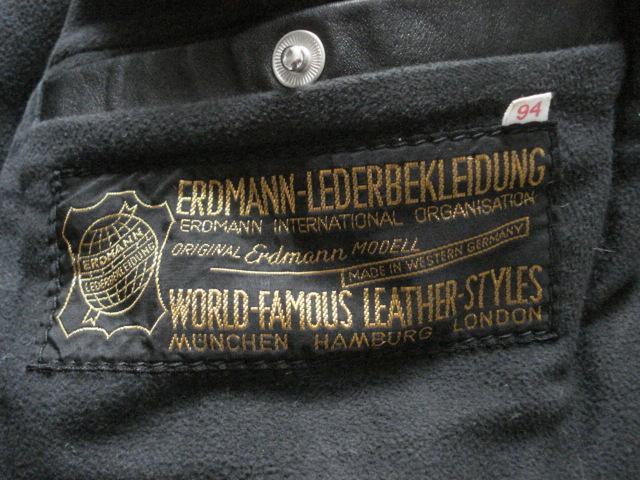 94
ERDMANN-LEDERBEKLEIDUNG
ERDMANN INTERNATIONAL ORGANISATION
ORIGINAL Erdmann MODELL
MADE IN WESTERN GERMANY
WORLD-FAMOUS LEATHER-STYLES
MÜNCHEN HAMBURG LONDON
ERDMANN
LEDERBEKLEIDUNG